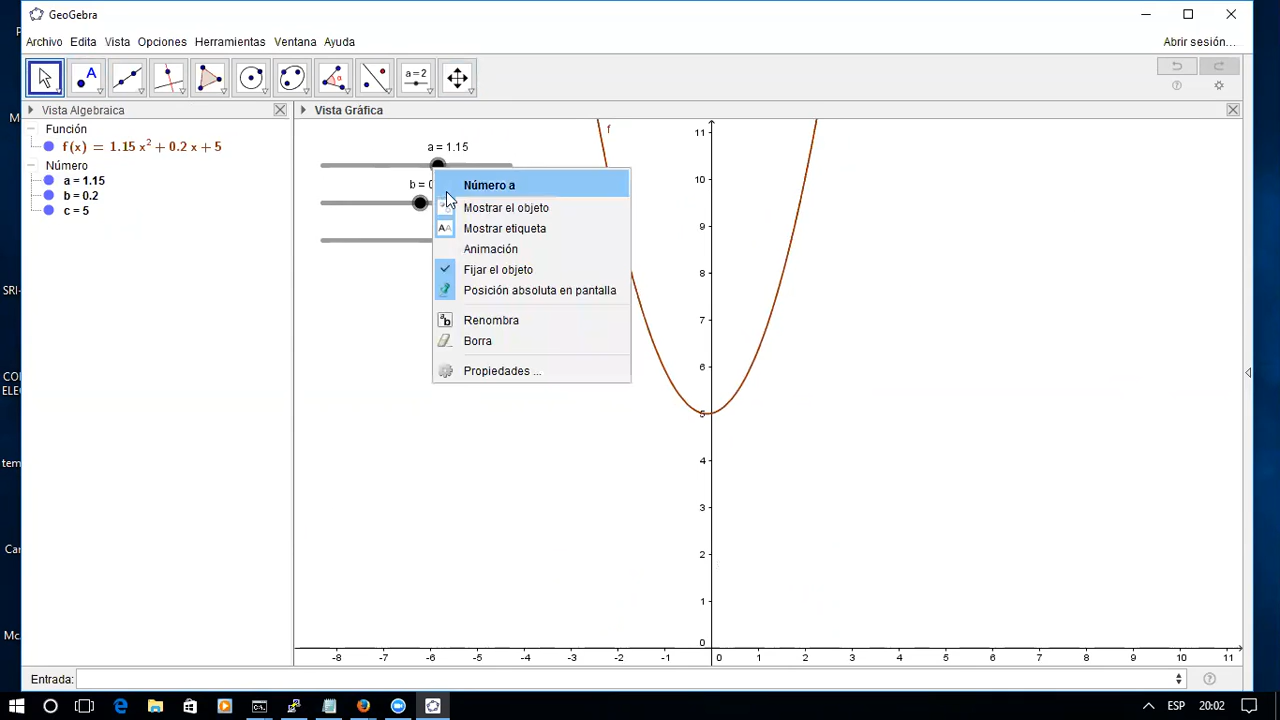 GeoGebra
Archivo Edita Vista Opciones Herramientas Ventana Ayuda Abrir sesión...
a=2
Vista Algebraica
Vista Gráfica
Función
f(x) = 1.15 x² + 0.2 x + 5
Número
a = 1.15
b = 0.2
c = 5
f
a = 1.15
b = 0
Número a
Mostrar el objeto
AA Mostrar etiqueta
Animación
Fijar el objeto
Posición absoluta en pantalla
ab Renombra
Borra
Propiedades ...
11
10
9
8
7
6
5
4
3
2
1
0
-8 -7 -6 -5 -4 -3 -2 -1 0 1 2 3 4 5 6 7 8 9 10 11
Entrada:
ESP 20:02